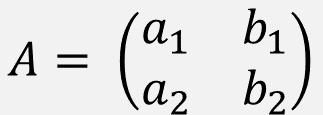 A = (a₁ b₁
a₂ b₂)